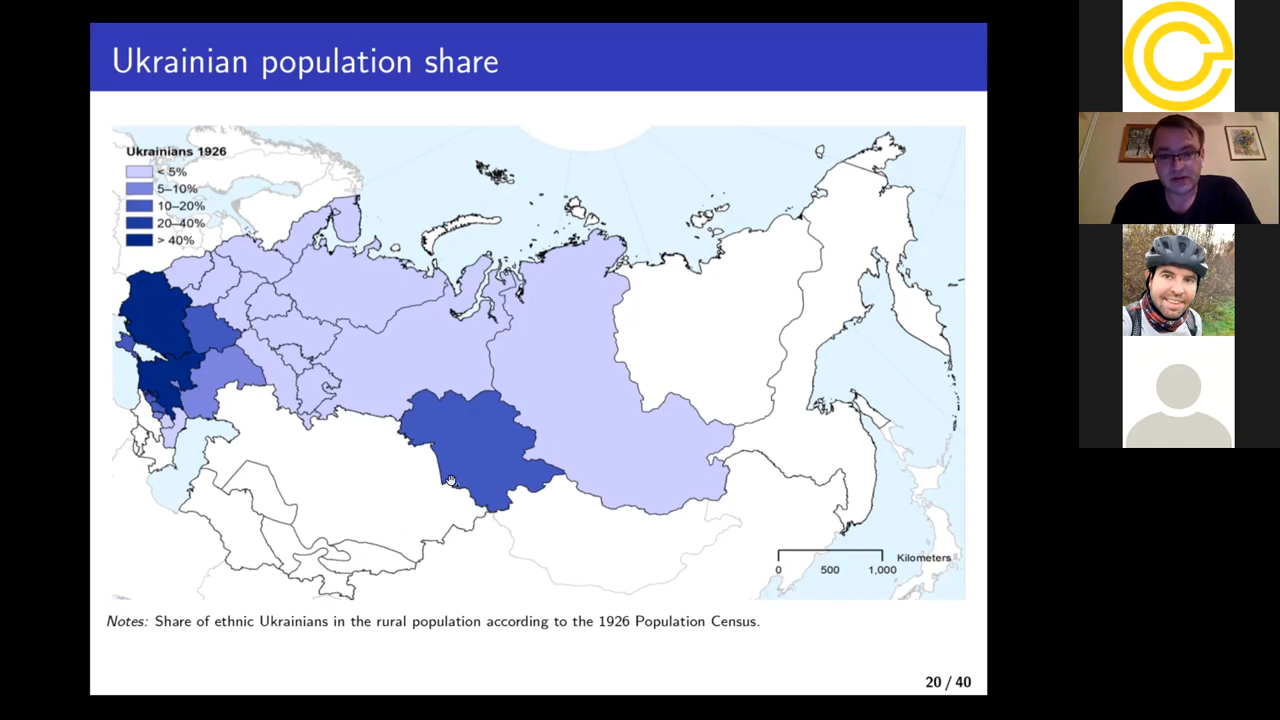 Ukrainian population share
Ukrainians 1926
< 5%
5–10%
10–20%
20–40%
> 40%
Kilometers
0 500 1,000
Notes: Share of ethnic Ukrainians in the rural population according to the 1926 Population Census.
20 / 40